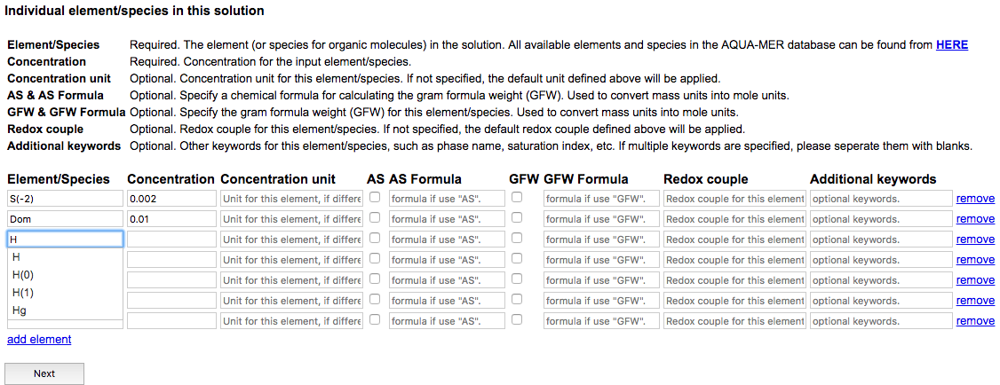 Individual element/species in this solution
Element/Species Required. The element (or species for organic molecules) in the solution. All available elements and species in the AQUA-MER database can be found from HERE
Concentration Required. Concentration for the input element/species.
Concentration unit Optional. Concentration unit for this element/species. If not specified, the default unit defined above will be applied.
AS & AS Formula Optional. Specify a chemical formula for calculating the gram formula weight (GFW). Used to convert mass units into mole units.
GFW & GFW Formula Optional. Specify the gram formula weight (GFW) for this element/species. Used to convert mass units into mole units.
Redox couple Optional. Redox couple for this element/species. If not specified, the default redox couple defined above will be applied.
Additional keywords Optional. Other keywords for this element/species, such as phase name, saturation index, etc. If multiple keywords are specified, please seperate them with blanks.
Element/Species Concentration Concentration unit AS AS Formula GFW GFW Formula Redox couple Additional keywords
S(-2) 0.002 Unit for this element, if differe formula if use "AS". formula if use "GFW". Redox couple for this element optional keywords. remove
Dom 0.01 Unit for this element, if differe formula if use "AS". formula if use "GFW". Redox couple for this element optional keywords. remove
H Unit for this element, if differe formula if use "AS". formula if use "GFW". Redox couple for this element optional keywords. remove
H Unit for this element, if differe formula if use "AS". formula if use "GFW". Redox couple for this element optional keywords. remove
H(0) Unit for this element, if differe formula if use "AS". formula if use "GFW". Redox couple for this element optional keywords. remove
H(1) Unit for this element, if differe formula if use "AS". formula if use "GFW". Redox couple for this element optional keywords. remove
Hg Unit for this element, if differe formula if use "AS". formula if use "GFW". Redox couple for this element optional keywords. remove
add element
Next